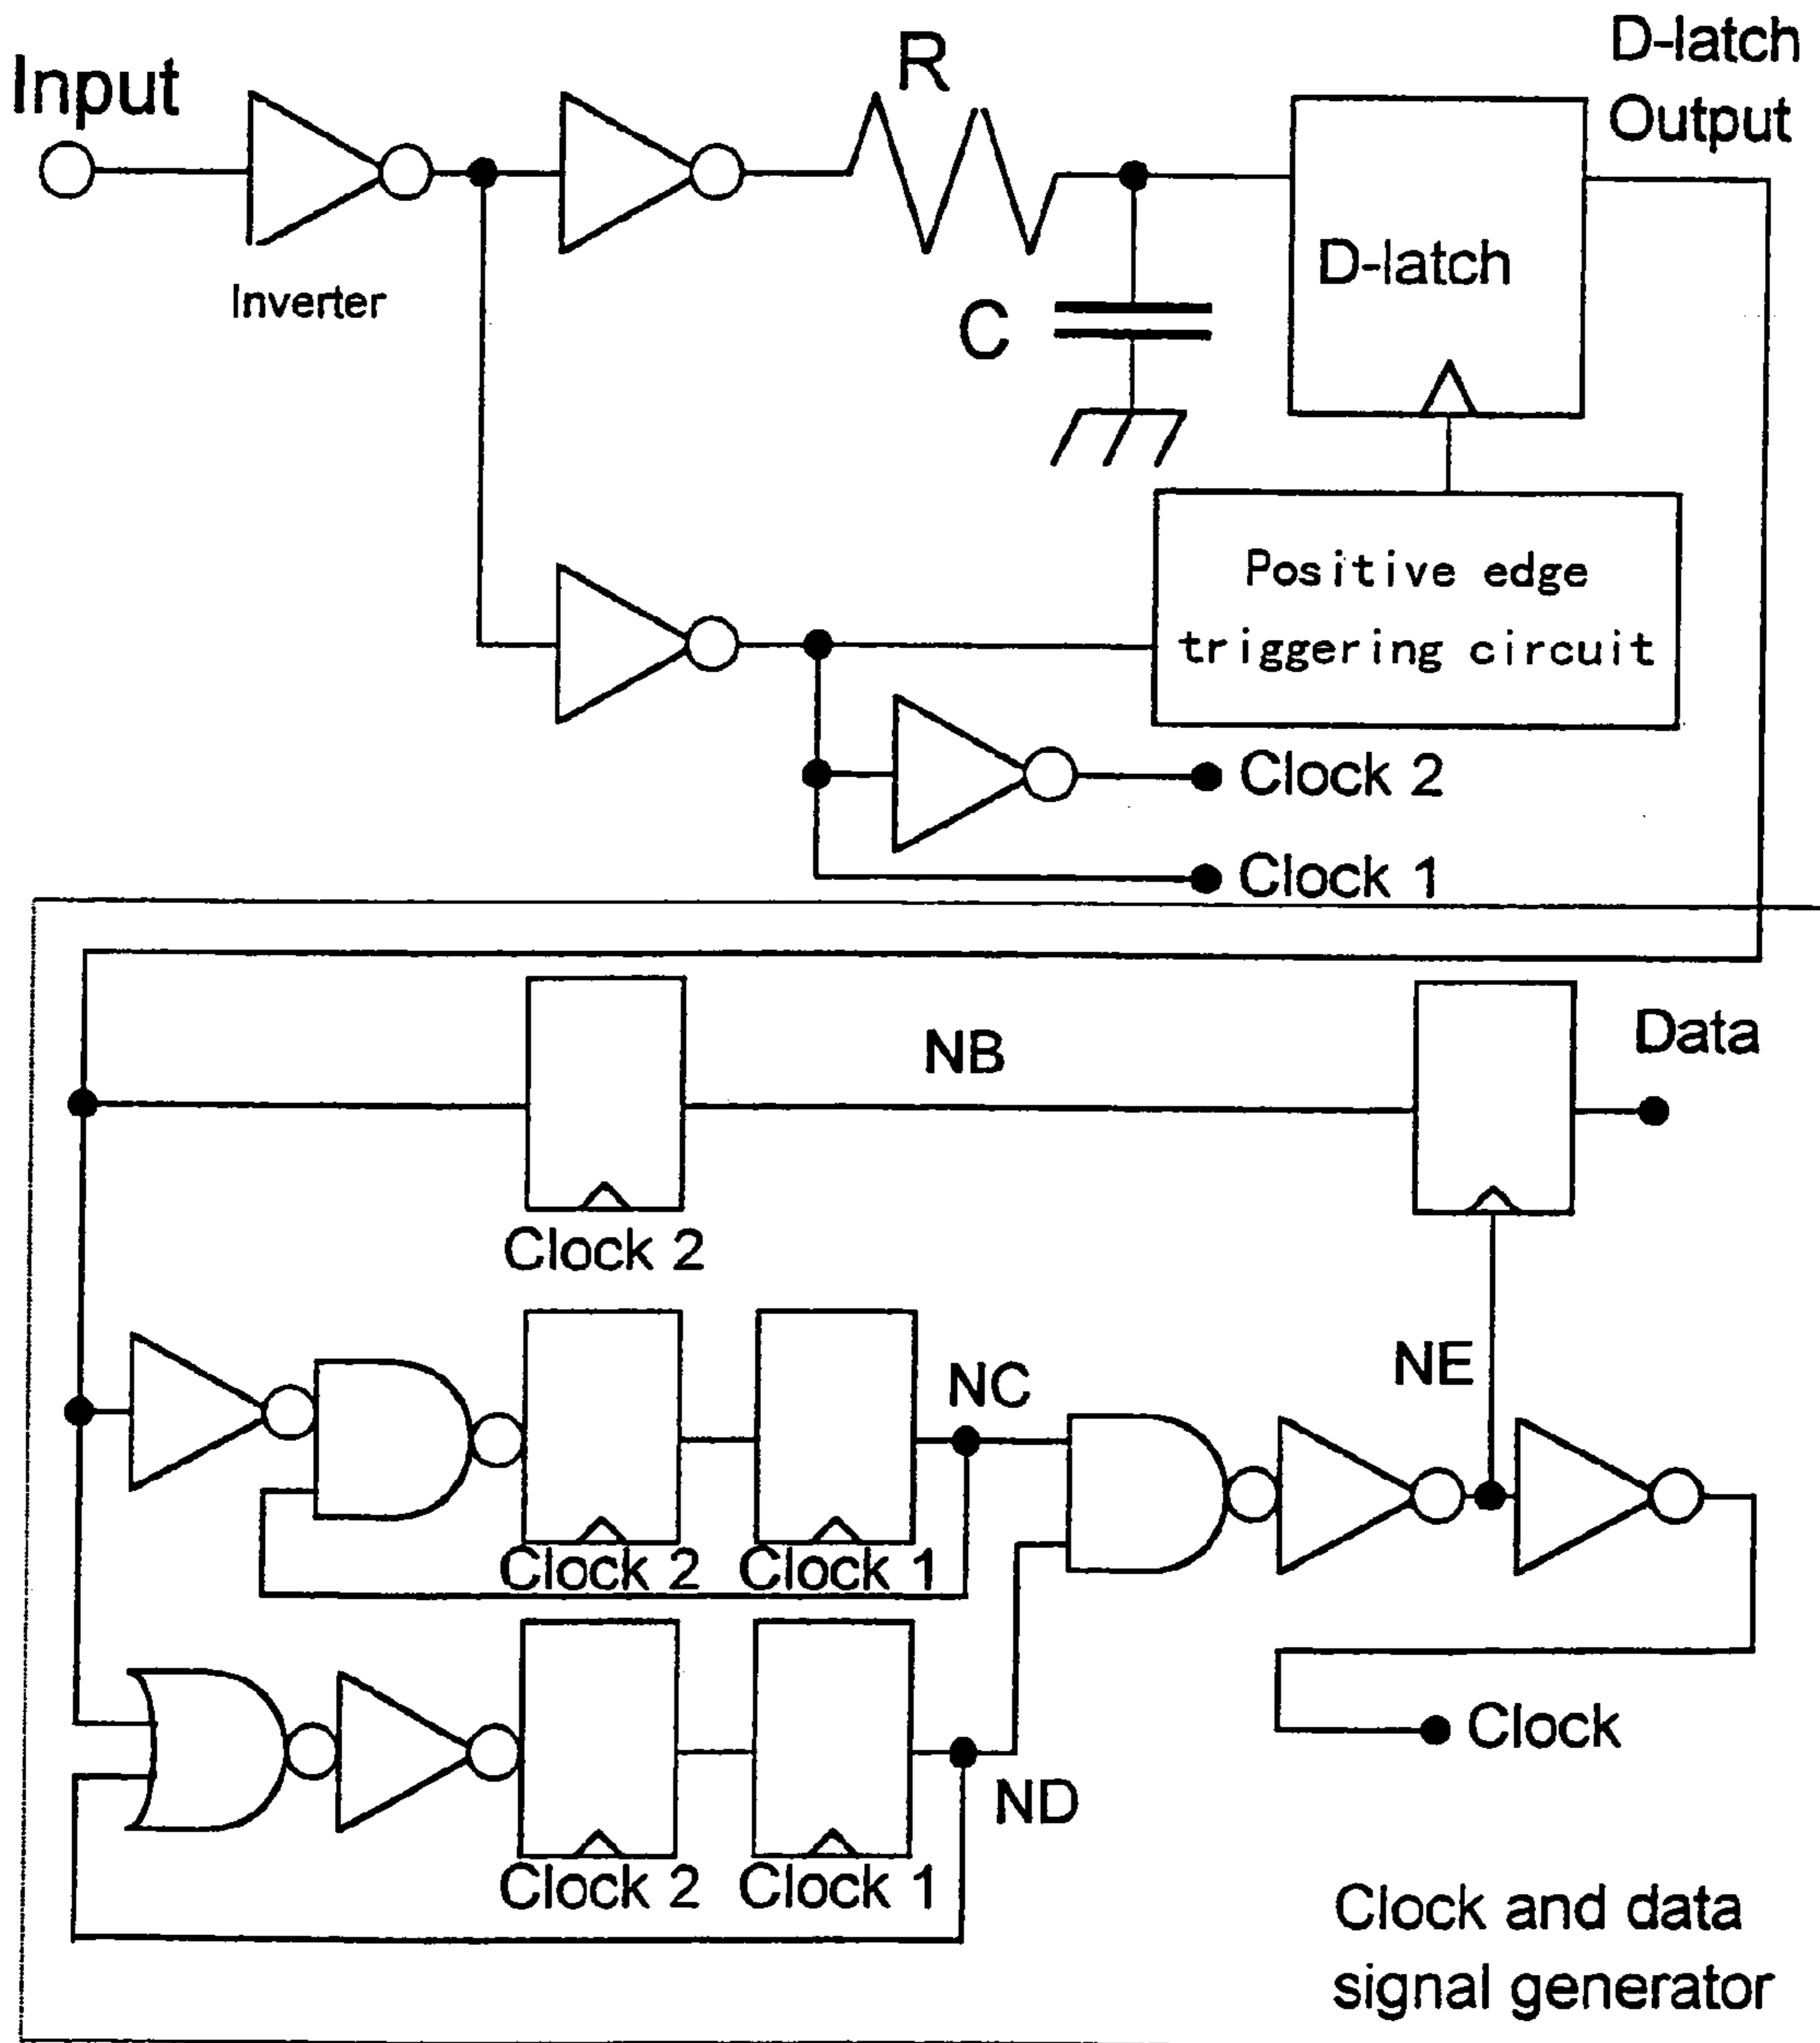 Input
R
D-latch
Output
Inverter
D-latch
C
Positive edge
triggering circuit
Clock 2
Clock 1
NB
Data
Clock 2
NC
NE
Clock 2
Clock 1
ND
Clock
Clock 2
Clock 1
Clock and data
signal generator